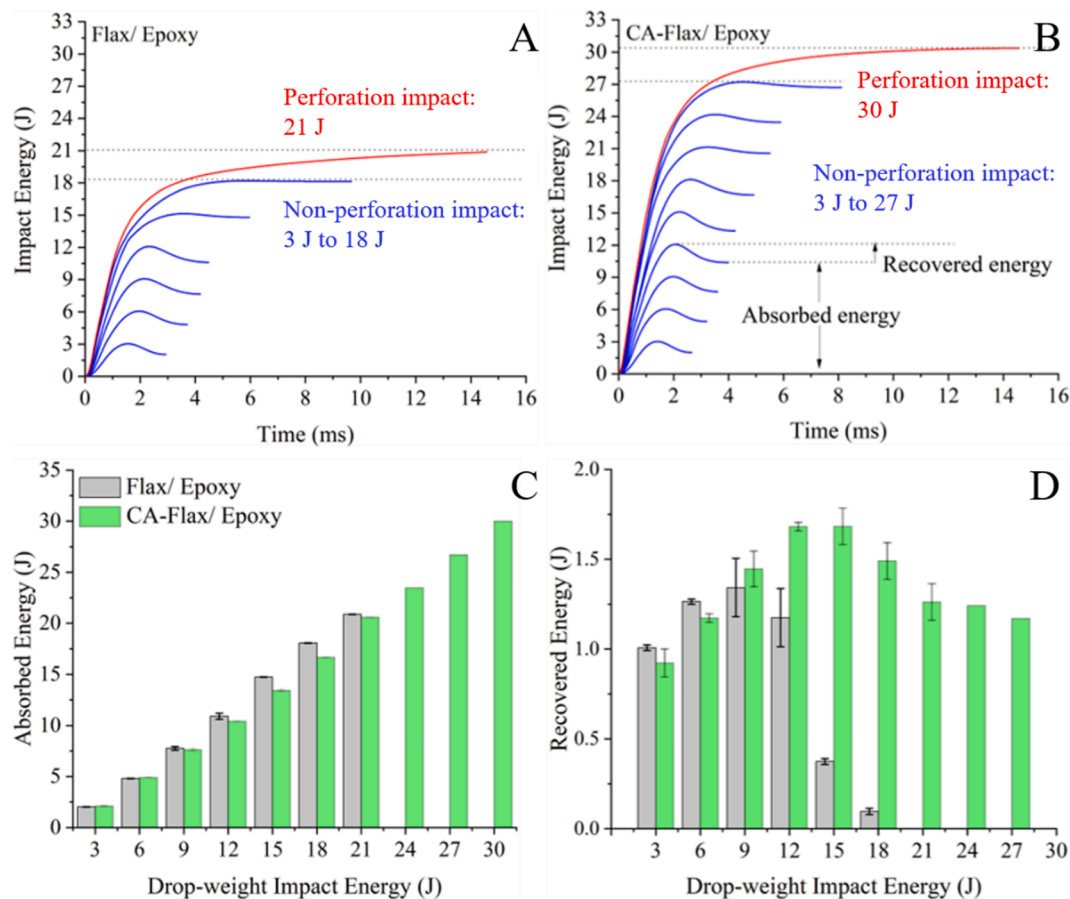 Flax/ Epoxy
A
Perforation impact:
21 J
Non-perforation impact:
3 J to 18 J
33
30
27
24
21
18
15
12
9
6
3
0
Impact Energy (J)
0 2 4 6 8 10 12 14 16
Time (ms)
CA-Flax/ Epoxy
B
Perforation impact:
30 J
Non-perforation impact:
3 J to 27 J
Recovered energy
Absorbed energy
33
30
27
24
21
18
15
12
9
6
3
0
Impact Energy (J)
0 2 4 6 8 10 12 14 16
Time (ms)
C
Flax/ Epoxy
CA-Flax/ Epoxy
35
30
25
20
15
10
5
0
Absorbed Energy (J)
3 6 9 12 15 18 21 24 27 30
Drop-weight Impact Energy (J)
D
2.0
1.5
1.0
0.5
0.0
Recovered Energy (J)
3 6 9 12 15 18 21 24 27 30
Drop-weight Impact Energy (J)